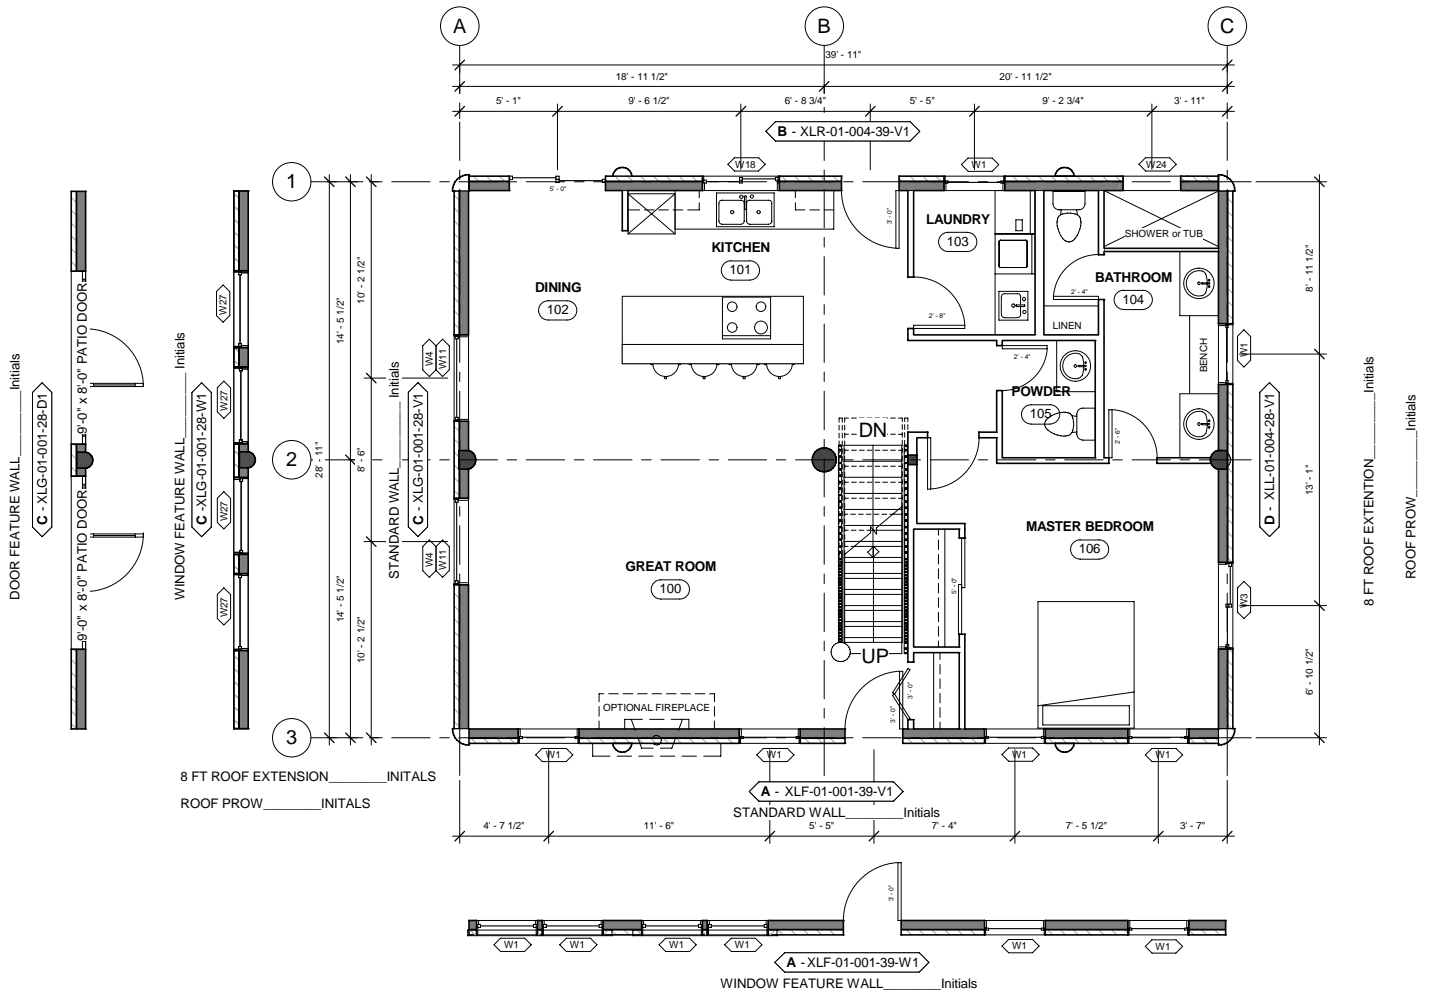 A
B
C
39' - 11"
18' - 11 1/2"
20' - 11 1/2"
5' - 1"
9' - 6 1/2"
6' - 8 3/4"
5' - 5"
9' - 2 3/4"
3' - 11"
B - XLR-01-004-39-V1
W18
W1
W24
1
5' - 0"
3' - 0"
LAUNDRY
103
SHOWER or TUB
KITCHEN
101
DINING
102
BATHROOM
104
2' - 4"
2' - 8"
LINEN
BENCH
2' - 4"
POWDER
105
2' - 6"
W1
8' - 11 1/2"
13' - 1"
6' - 10 1/2"
D - XLL-01-004-28-V1
8 FT ROOF EXTENTION________Initials
ROOF PROW________Initials
W3
DOOR FEATURE WALL________Initials
C - XLG-01-001-28-D1
9'-0" x 8'-0" PATIO DOOR
9'-0" x 8'-0" PATIO DOOR
WINDOW FEATURE WALL________Initials
C -XLG-01-001-28-W1
W27
W27
W27
W27
2
28' - 11"
14' - 5 1/2"
14' - 5 1/2"
10' - 2 1/2"
8' - 6"
10' - 2 1/2"
STANDARD WALL________Initials
C - XLG-01-001-28-V1
W4
W11
W4
W11
DN
UP
MASTER BEDROOM
106
GREAT ROOM
100
5' - 0"
3' - 0"
3' - 0"
OPTIONAL FIREPLACE
3
W1
W1
W1
W1
8 FT ROOF EXTENSION________INITALS
ROOF PROW________INITALS
A - XLF-01-001-39-V1
STANDARD WALL________Initials
4' - 7 1/2"
11' - 6"
5' - 5"
7' - 4"
7' - 5 1/2"
3' - 7"
3' - 0"
W1
W1
W1
W1
W1
W1
A - XLF-01-001-39-W1
WINDOW FEATURE WALL________Initials